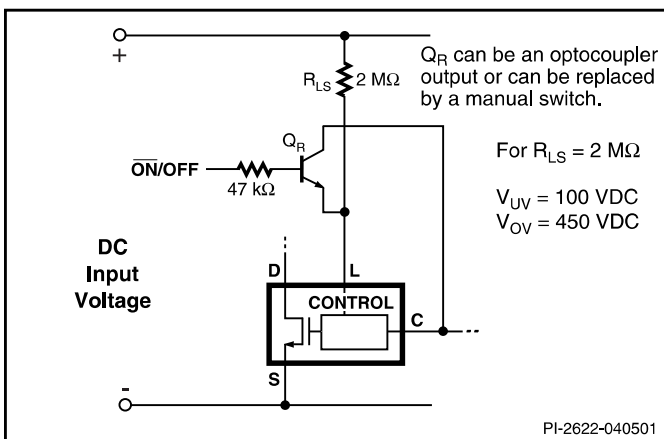 +
R_LS
2 MΩ
Q_R can be an optocoupler
output or can be replaced
by a manual switch.
Q_R
O̅N̅/OFF
47 kΩ
For R_LS = 2 MΩ
V_UV = 100 VDC
V_OV = 450 VDC
DC
Input
Voltage
D
L
CONTROL
C
S
-
PI-2622-040501